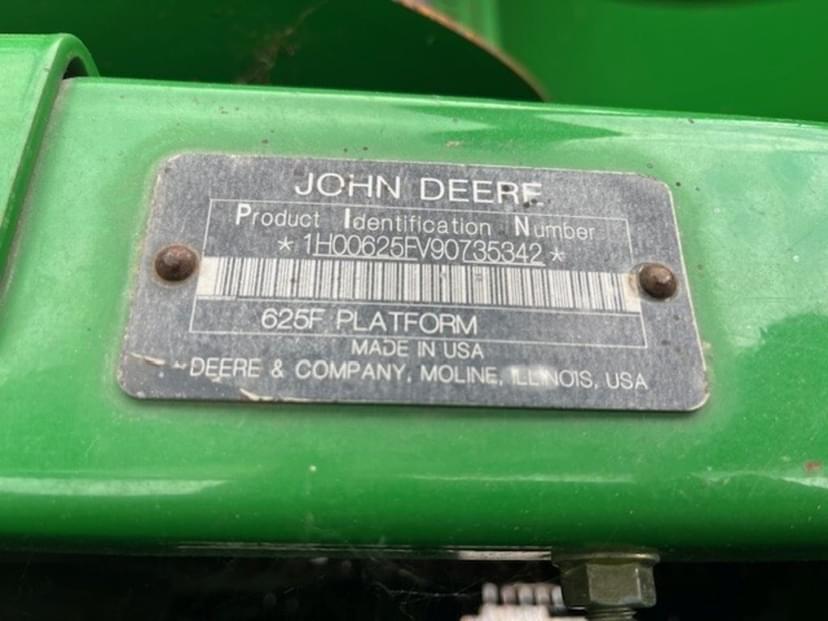 JOHN DEERE
Product Identification Number
*1H00625FV90735342*
625F PLATFORM
MADE IN USA
DEERE & COMPANY, MOLINE, ILLINOIS, USA